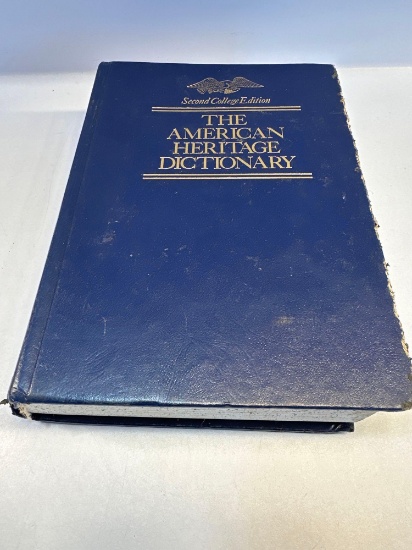 Second College Edition
THE
AMERICAN
HERITAGE
DICTIONARY